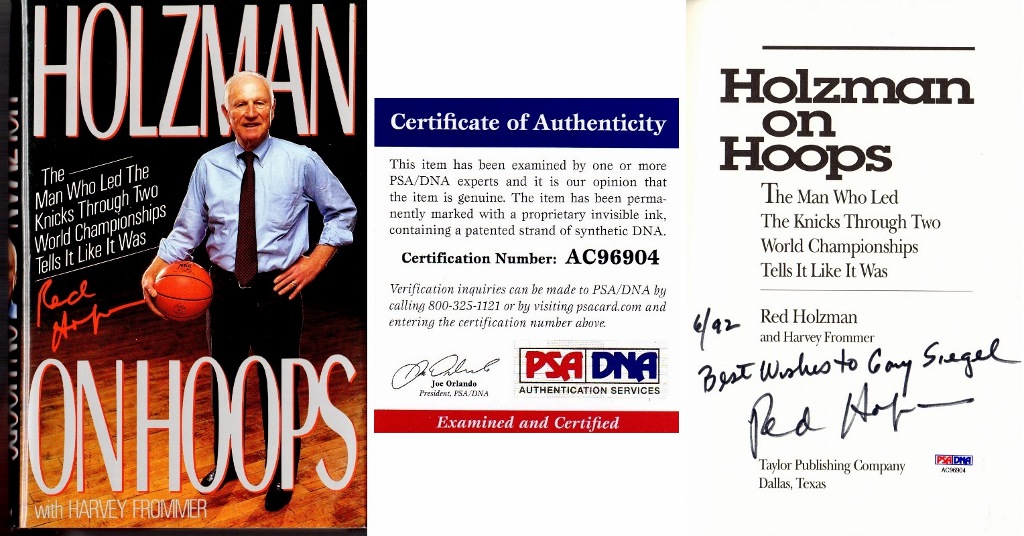 HOLZMAN
The
Man Who Led The
Knicks Through Two
World Championships
Tells It Like It Was
Red
Holzman
ON HOOPS
with HARVEY FROMMER
Certificate of Authenticity
This item has been examined by one or more
PSA/DNA experts and it is our opinion that
the item is genuine. The item has been perma-
nently marked with a proprietary invisible ink,
containing a patented strand of synthetic DNA.
Certification Number: AC96904
Verification inquiries can be made to PSA/DNA by
calling 800-325-1121 or by visiting psacard.com and
entering the certification number above.
Joe Orlando
President, PSA/DNA
PSA DNA
AUTHENTICATION SERVICES
Examined and Certified
Holzman
on
Hoops
The Man Who Led
The Knicks Through Two
World Championships
Tells It Like It Was
Red Holzman
and Harvey Frommer
6/92
Best Wishes to Gary Siegel
Red Holzman
PSA DNA
AC96904
Taylor Publishing Company
Dallas, Texas